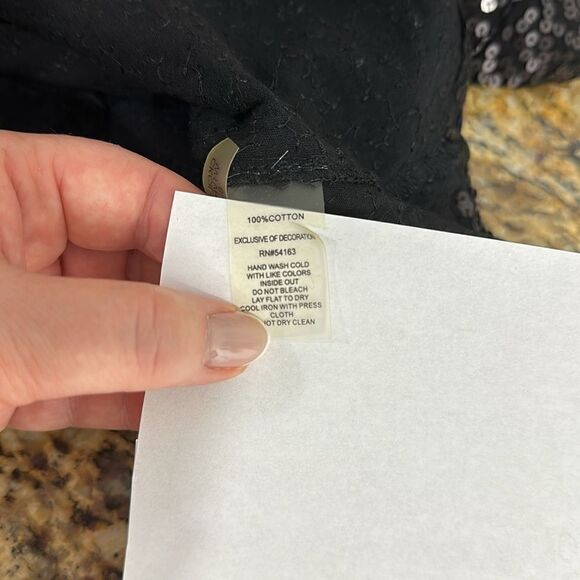 100%COTTON
EXCLUSIVE OF DECORATION
RN#54163
HAND WASH COLD
WITH LIKE COLORS
INSIDE OUT
DO NOT BLEACH
LAY FLAT TO DRY
COOL IRON WITH PRESS
CLOTH
NOT DRY CLEAN